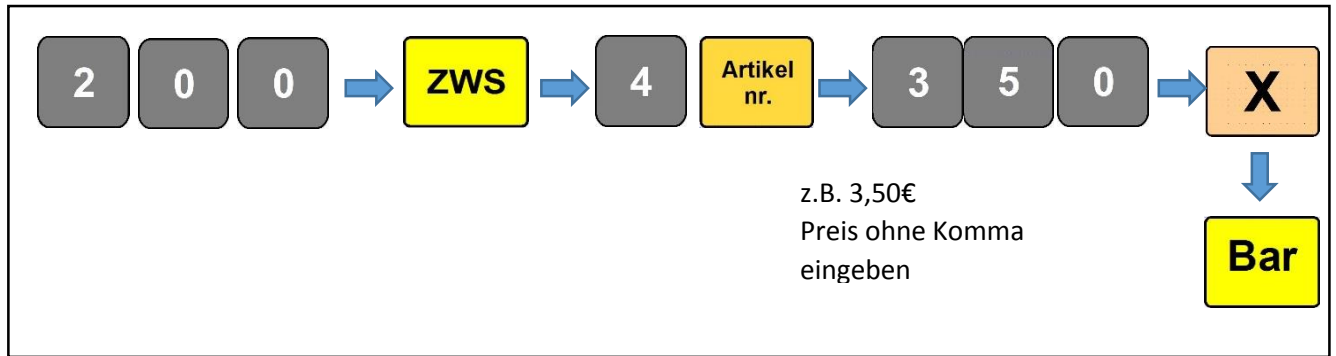 2 0 0 ZWS 4 Artikel nr. 3 5 0 X
z.B. 3,50€
Preis ohne Komma
eingeben
Bar